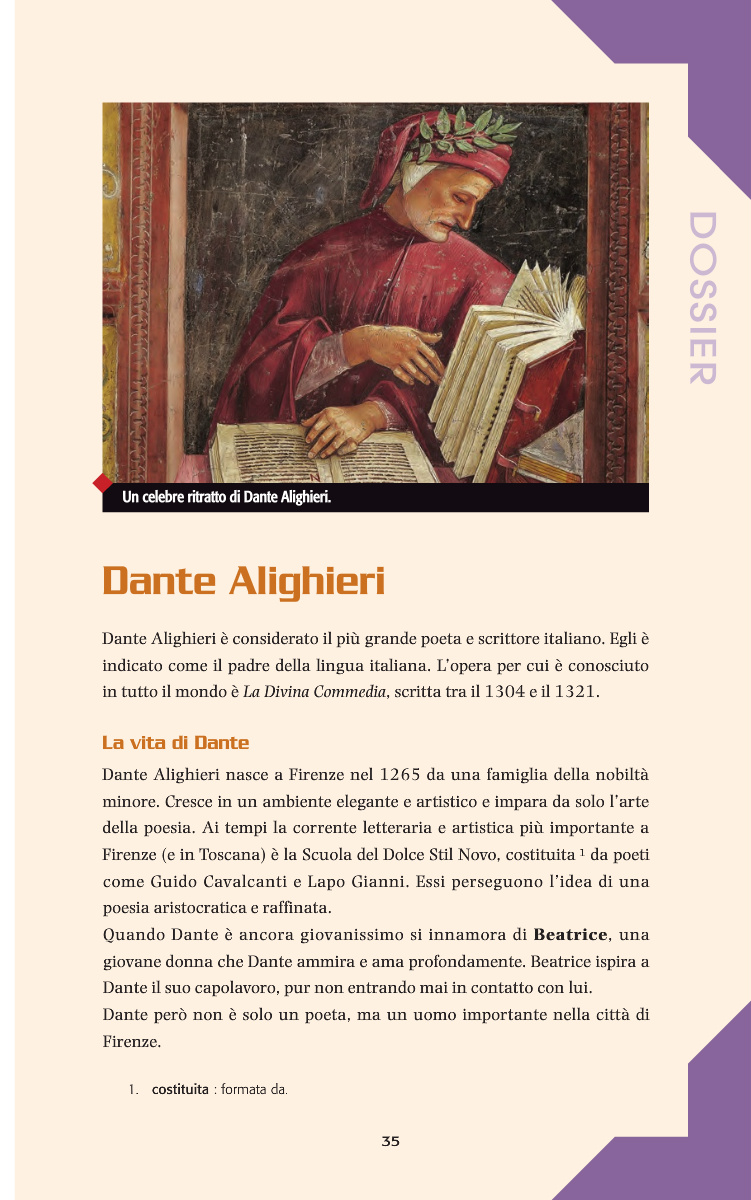 DOSSIER
Un celebre ritratto di Dante Alighieri.
Dante Alighieri
Dante Alighieri è considerato il più grande poeta e scrittore italiano. Egli è
indicato come il padre della lingua italiana. L'opera per cui è conosciuto
in tutto il mondo è La Divina Commedia, scritta tra il 1304 e il 1321.
La vita di Dante
Dante Alighieri nasce a Firenze nel 1265 da una famiglia della nobiltà
minore. Cresce in un ambiente elegante e artistico e impara da solo l'arte
della poesia. Ai tempi la corrente letteraria e artistica più importante a
Firenze (e in Toscana) è la Scuola del Dolce Stil Novo, costituita ¹ da poeti
come Guido Cavalcanti e Lapo Gianni. Essi perseguono l'idea di una
poesia aristocratica e raffinata.
Quando Dante è ancora giovanissimo si innamora di Beatrice, una
giovane donna che Dante ammira e ama profondamente. Beatrice ispira a
Dante il suo capolavoro, pur non entrando mai in contatto con lui.
Dante però non è solo un poeta, ma un uomo importante nella città di
Firenze.
1. costituita : formata da.
35